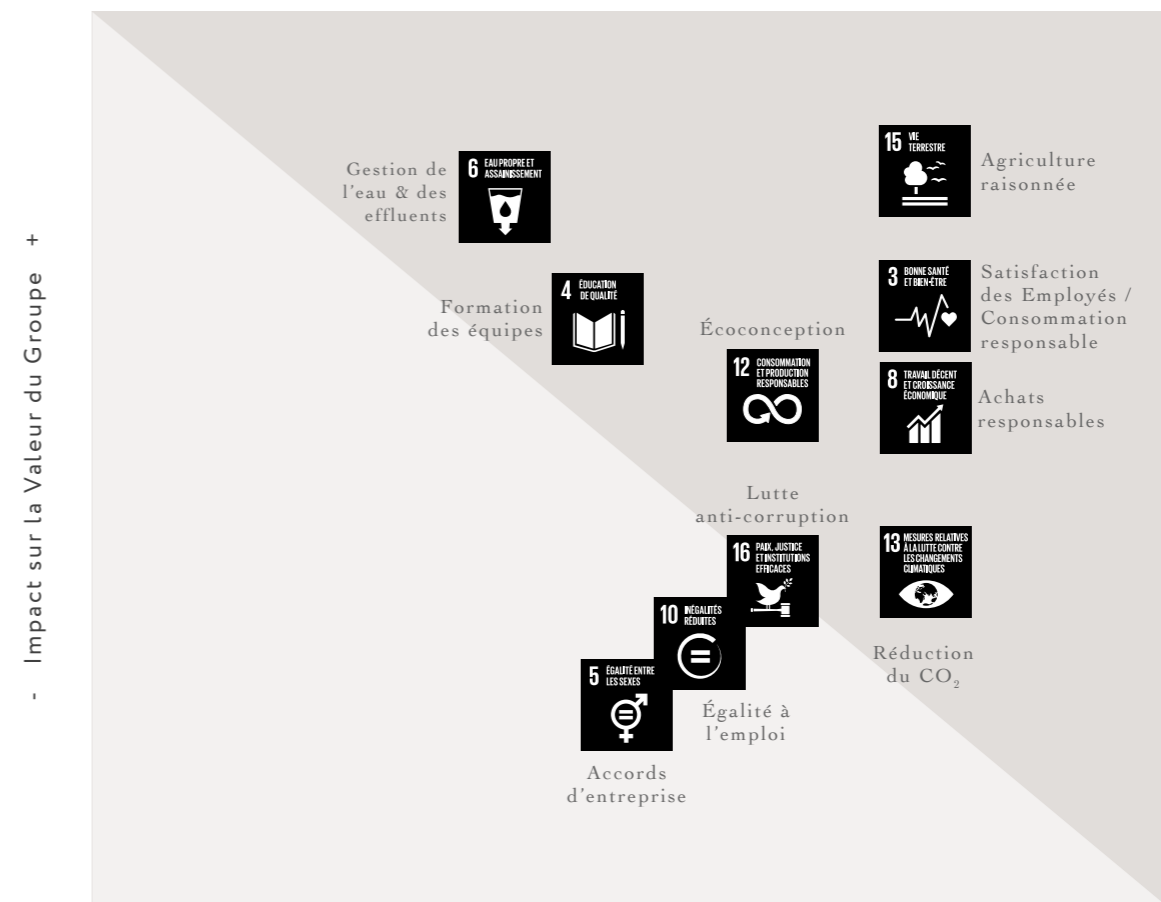 - Impact sur la Valeur du Groupe +
15 VIE
TERRESTRE
Agriculture
raisonnée
Gestion de
l'eau & des
effluents
6 EAU PROPRE ET
ASSAINISSEMENT
3 BONNE SANTÉ
ET BIEN-ÊTRE
Satisfaction
des Employés /
Consommation
responsable
4 ÉDUCATION
DE QUALITÉ
Formation
des équipes
Écoconception
12 CONSOMMATION
ET PRODUCTION
RESPONSABLES
8 TRAVAIL DÉCENT
ET CROISSANCE
ÉCONOMIQUE
Achats
responsables
Lutte
anti-corruption
16 PAIX, JUSTICE
ET INSTITUTIONS
EFFICACES
13 MESURES RELATIVES
À LA LUTTE CONTRE
LES CHANGEMENTS
CLIMATIQUES
Réduction
du CO₂
10 INÉGALITÉS
RÉDUITES
Égalité à
l'emploi
5 ÉGALITÉ ENTRE
LES SEXES
Accords
d'entreprise